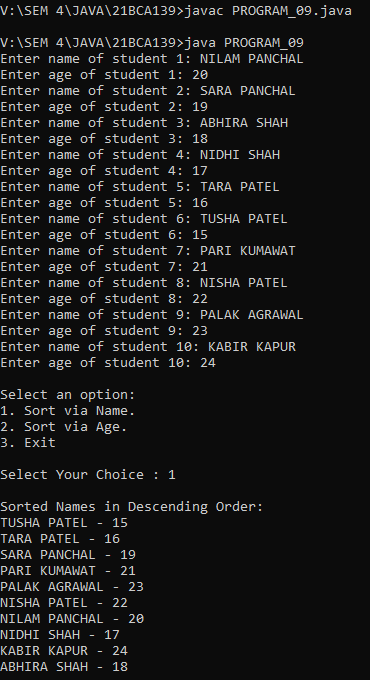 V:\SEM 4\JAVA\21BCA139>javac PROGRAM_09.java
V:\SEM 4\JAVA\21BCA139>java PROGRAM_09
Enter name of student 1: NILAM PANCHAL
Enter age of student 1: 20
Enter name of student 2: SARA PANCHAL
Enter age of student 2: 19
Enter name of student 3: ABHIRA SHAH
Enter age of student 3: 18
Enter name of student 4: NIDHI SHAH
Enter age of student 4: 17
Enter name of student 5: TARA PATEL
Enter age of student 5: 16
Enter name of student 6: TUSHA PATEL
Enter age of student 6: 15
Enter name of student 7: PARI KUMAWAT
Enter age of student 7: 21
Enter name of student 8: NISHA PATEL
Enter age of student 8: 22
Enter name of student 9: PALAK AGRAWAL
Enter age of student 9: 23
Enter name of student 10: KABIR KAPUR
Enter age of student 10: 24
Select an option:
1. Sort via Name.
2. Sort via Age.
3. Exit
Select Your Choice : 1
Sorted Names in Descending Order:
TUSHA PATEL - 15
TARA PATEL - 16
SARA PANCHAL - 19
PARI KUMAWAT - 21
PALAK AGRAWAL - 23
NISHA PATEL - 22
NILAM PANCHAL - 20
NIDHI SHAH - 17
KABIR KAPUR - 24
ABHIRA SHAH - 18